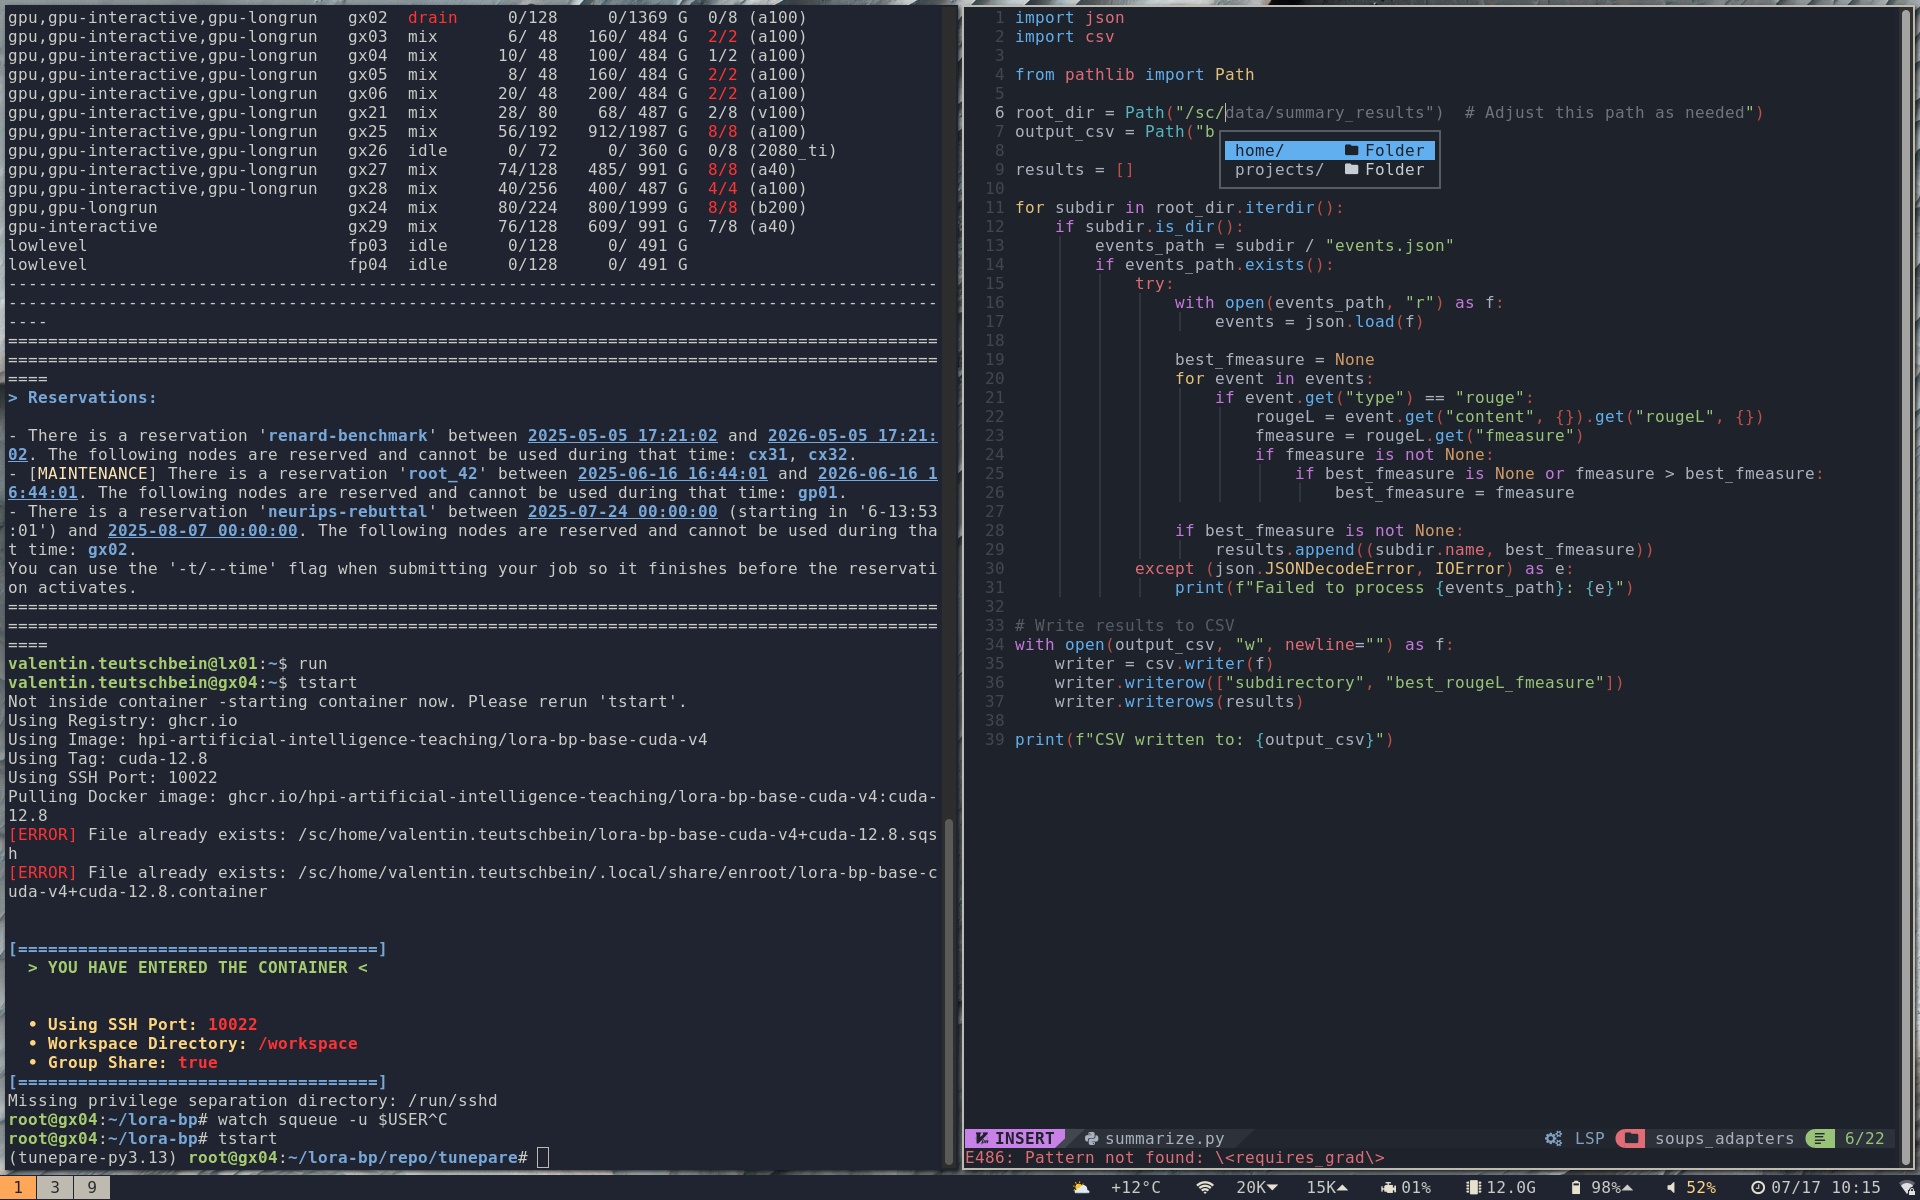 gpu,gpu-interactive,gpu-longrun   gx02  drain     0/128     0/1369 G  0/8 (a100)
gpu,gpu-interactive,gpu-longrun   gx03  mix       6/ 48   160/ 484 G  2/2 (a100)
gpu,gpu-interactive,gpu-longrun   gx04  mix      10/ 48   100/ 484 G  1/2 (a100)
gpu,gpu-interactive,gpu-longrun   gx05  mix       8/ 48   160/ 484 G  2/2 (a100)
gpu,gpu-interactive,gpu-longrun   gx06  mix      20/ 48   200/ 484 G  2/2 (a100)
gpu,gpu-interactive,gpu-longrun   gx21  mix      28/ 80    68/ 487 G  2/8 (v100)
gpu,gpu-interactive,gpu-longrun   gx25  mix      56/192   912/1987 G  8/8 (a100)
gpu,gpu-interactive,gpu-longrun   gx26  idle      0/ 72     0/ 360 G  0/8 (2080_ti)
gpu,gpu-interactive,gpu-longrun   gx27  mix      74/128   485/ 991 G  8/8 (a40)
gpu,gpu-interactive,gpu-longrun   gx28  mix      40/256   400/ 487 G  4/4 (a100)
gpu,gpu-longrun                   gx24  mix      80/224   800/1999 G  8/8 (b200)
gpu-interactive                   gx29  mix      76/128   609/ 991 G  7/8 (a40)
lowlevel                          fp03  idle      0/128     0/ 491 G
lowlevel                          fp04  idle      0/128     0/ 491 G
---------------------------------------------------------------------------------------------
---------------------------------------------------------------------------------------------
----
=============================================================================================
=============================================================================================
====
> Reservations:
- There is a reservation 'renard-benchmark' between 2025-05-05 17:21:02 and 2026-05-05 17:21:
02. The following nodes are reserved and cannot be used during that time: cx31, cx32.
- [MAINTENANCE] There is a reservation 'root_42' between 2025-06-16 16:44:01 and 2026-06-16 1
6:44:01. The following nodes are reserved and cannot be used during that time: gp01.
- There is a reservation 'neurips-rebuttal' between 2025-07-24 00:00:00 (starting in '6-13:53
:01') and 2025-08-07 00:00:00. The following nodes are reserved and cannot be used during tha
t time: gx02.
You can use the '-t/--time' flag when submitting your job so it finishes before the reservati
on activates.
=============================================================================================
=============================================================================================
====
valentin.teutschbein@lx01:~$ run
valentin.teutschbein@gx04:~$ tstart
Not inside container -starting container now. Please rerun 'tstart'.
Using Registry: ghcr.io
Using Image: hpi-artificial-intelligence-teaching/lora-bp-base-cuda-v4
Using Tag: cuda-12.8
Using SSH Port: 10022
Pulling Docker image: ghcr.io/hpi-artificial-intelligence-teaching/lora-bp-base-cuda-v4:cuda-
12.8
[ERROR] File already exists: /sc/home/valentin.teutschbein/lora-bp-base-cuda-v4+cuda-12.8.sqs
h
[ERROR] File already exists: /sc/home/valentin.teutschbein/.local/share/enroot/lora-bp-base-c
uda-v4+cuda-12.8.container
[====================================]
> YOU HAVE ENTERED THE CONTAINER <
• Using SSH Port: 10022
• Workspace Directory: /workspace
• Group Share: true
[====================================]
Missing privilege separation directory: /run/sshd
root@gx04:~/lora-bp# watch squeue -u $USER^C
root@gx04:~/lora-bp# tstart
(tunepare-py3.13) root@gx04:~/lora-bp/repo/tunepare#
1 import json
2 import csv
3
4 from pathlib import Path
5
6 root_dir = Path("/sc/data/summary_results")  # Adjust this path as needed")
7 output_csv = Path("b
home/ Folder
projects/ Folder
8
9 results = []
10
11 for subdir in root_dir.iterdir():
12     if subdir.is_dir():
13         events_path = subdir / "events.json"
14         if events_path.exists():
15             try:
16                 with open(events_path, "r") as f:
17                     events = json.load(f)
18
19                 best_fmeasure = None
20                 for event in events:
21                     if event.get("type") == "rouge":
22                         rougeL = event.get("content", {}).get("rougeL", {})
23                         fmeasure = rougeL.get("fmeasure")
24                         if fmeasure is not None:
25                             if best_fmeasure is None or fmeasure > best_fmeasure:
26                                 best_fmeasure = fmeasure
27
28                 if best_fmeasure is not None:
29                     results.append((subdir.name, best_fmeasure))
30             except (json.JSONDecodeError, IOError) as e:
31                 print(f"Failed to process {events_path}: {e}")
32
33 # Write results to CSV
34 with open(output_csv, "w", newline="") as f:
35     writer = csv.writer(f)
36     writer.writerow(["subdirectory", "best_rougeL_fmeasure"])
37     writer.writerows(results)
38
39 print(f"CSV written to: {output_csv}")
INSERT summarize.py LSP soups_adapters 6/22
E486: Pattern not found: \<requires_grad\>
1 3 9 +12°C 20K 15K 01% 12.0G 98% 52% 07/17 10:15